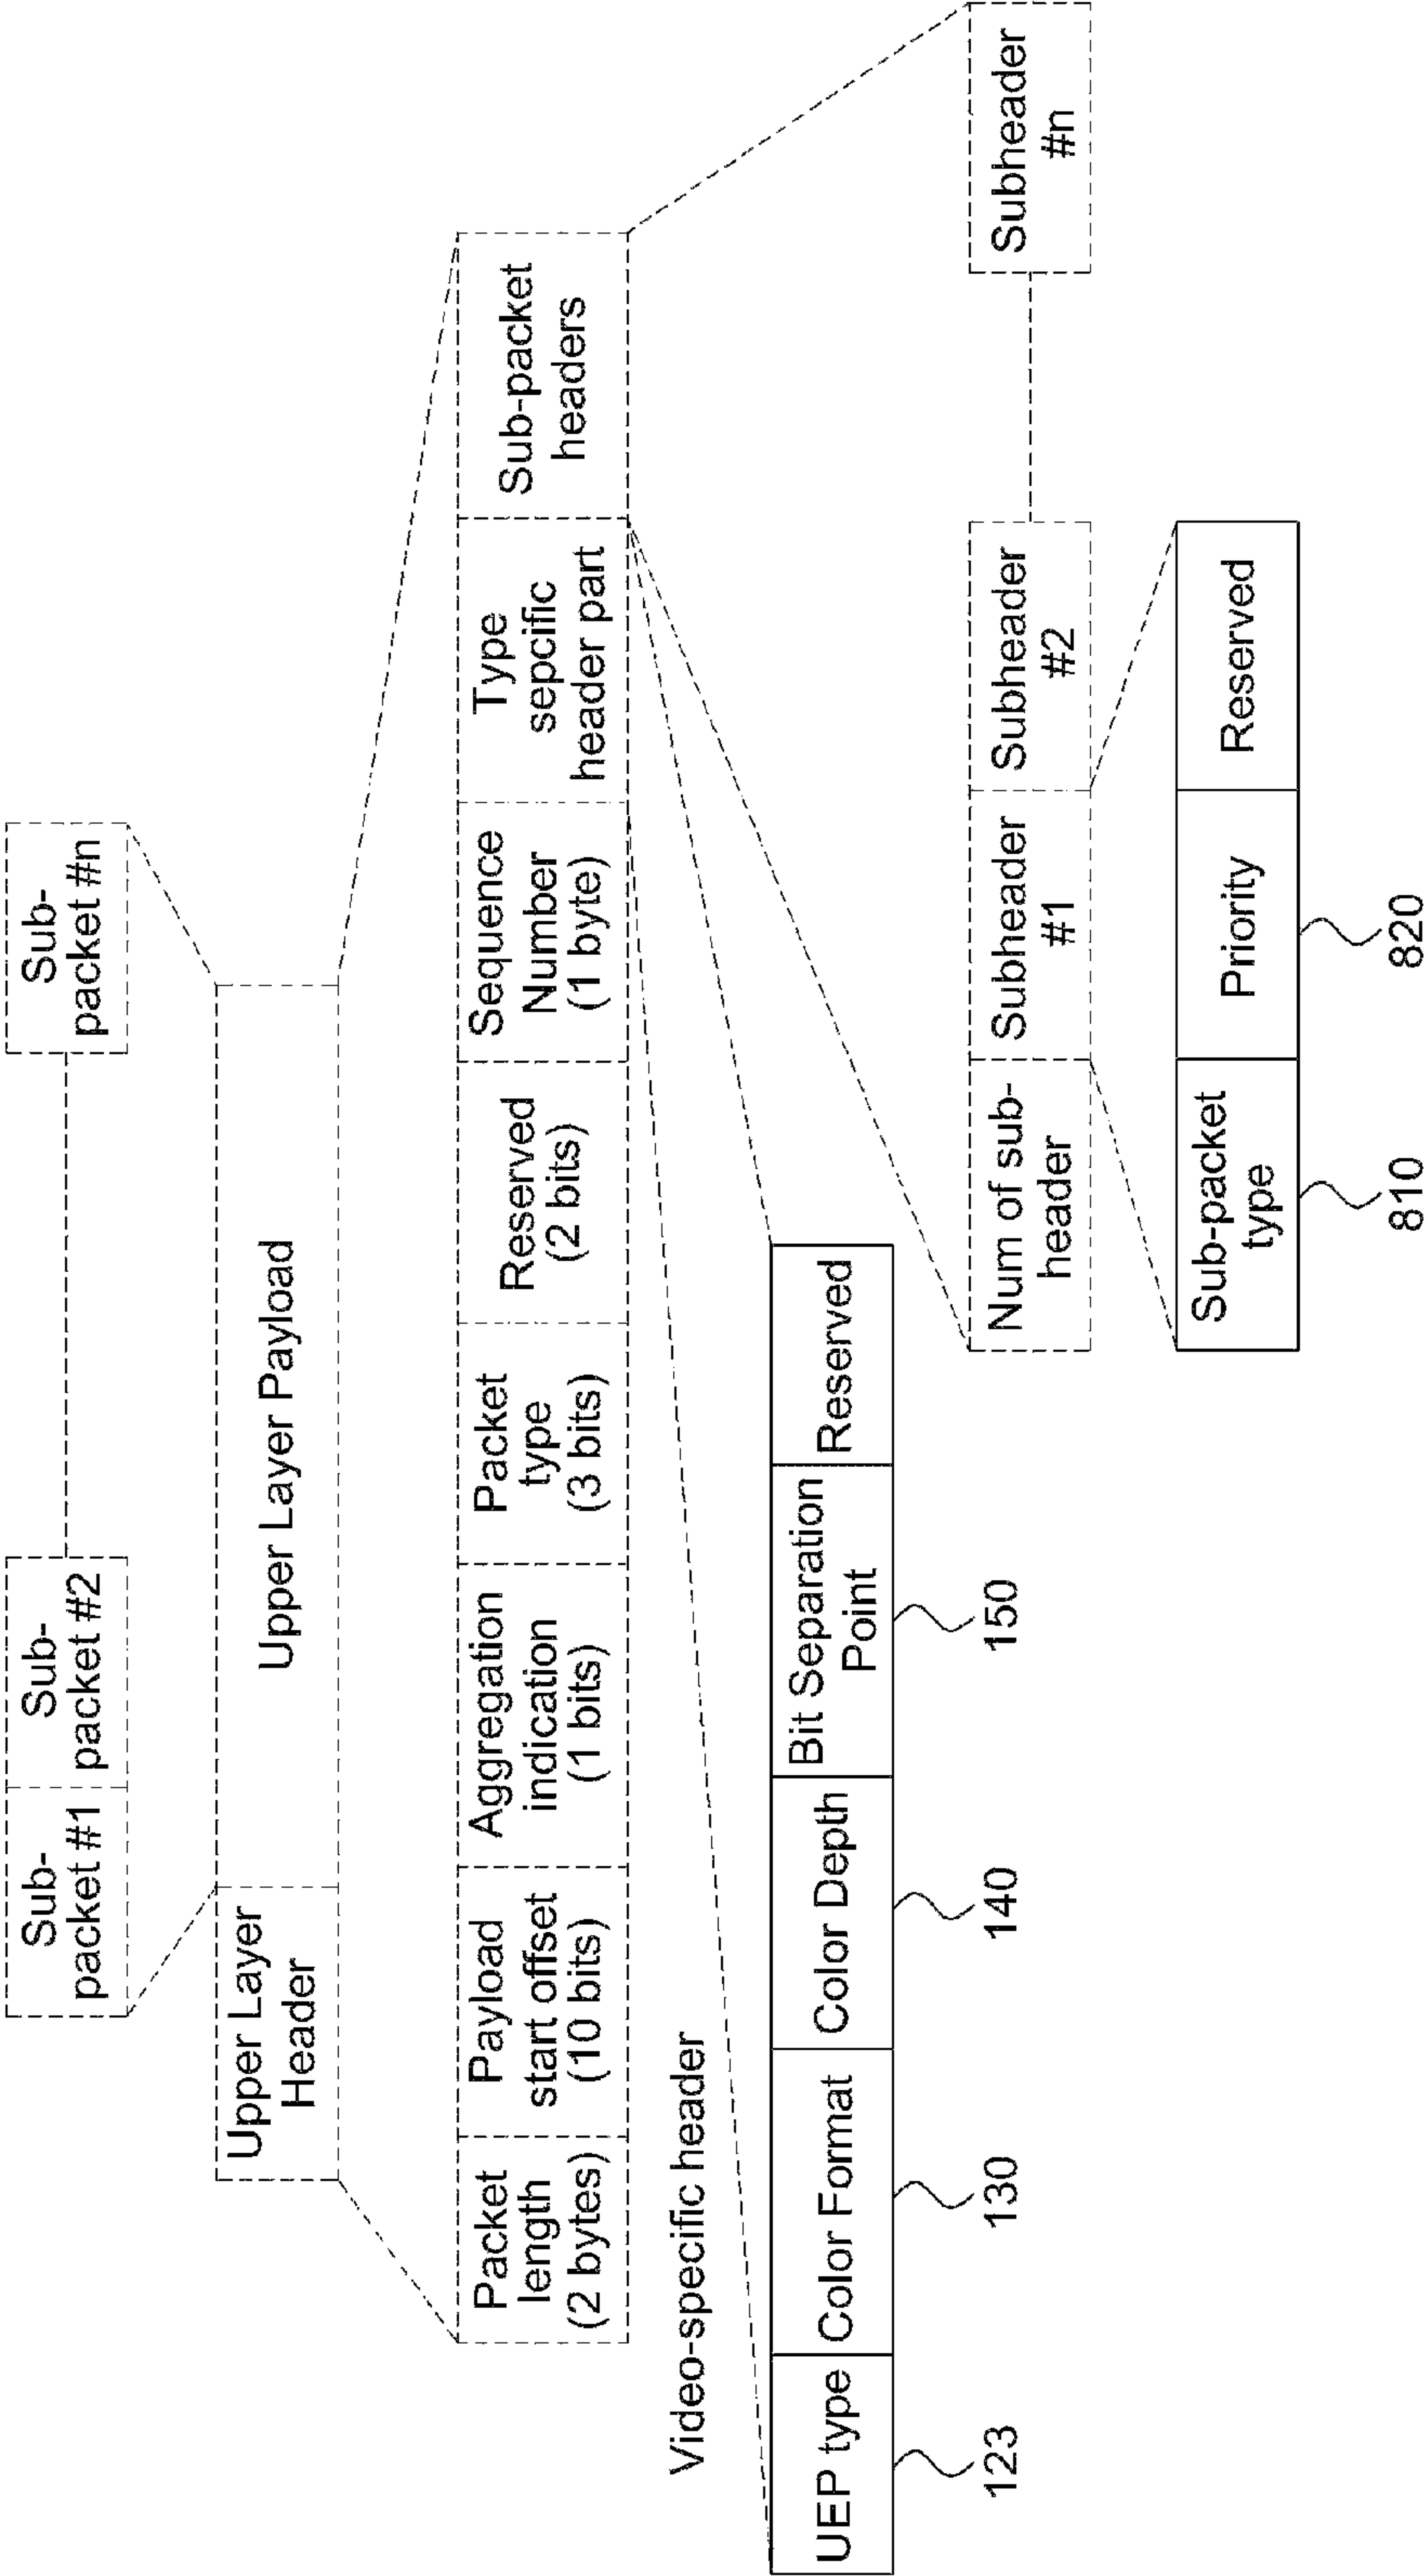 Sub-
packet #1
Sub-
packet #2
Sub-
packet #n
Upper Layer
Header
Upper Layer Payload
Packet
length
(2 bytes)
Payload
start offset
(10 bits)
Aggregation
indication
(1 bits)
Packet
type
(3 bits)
Reserved
(2 bits)
Sequence
Number
(1 byte)
Type
sepcific
header part
Sub-packet
headers
Video-specific header
UEP type
Color Format
Color Depth
Bit Separation
Point
Reserved
123
130
140
150
Num of sub-
header
Subheader
#1
Subheader
#2
Subheader
#n
Sub-packet
type
Priority
Reserved
810
820